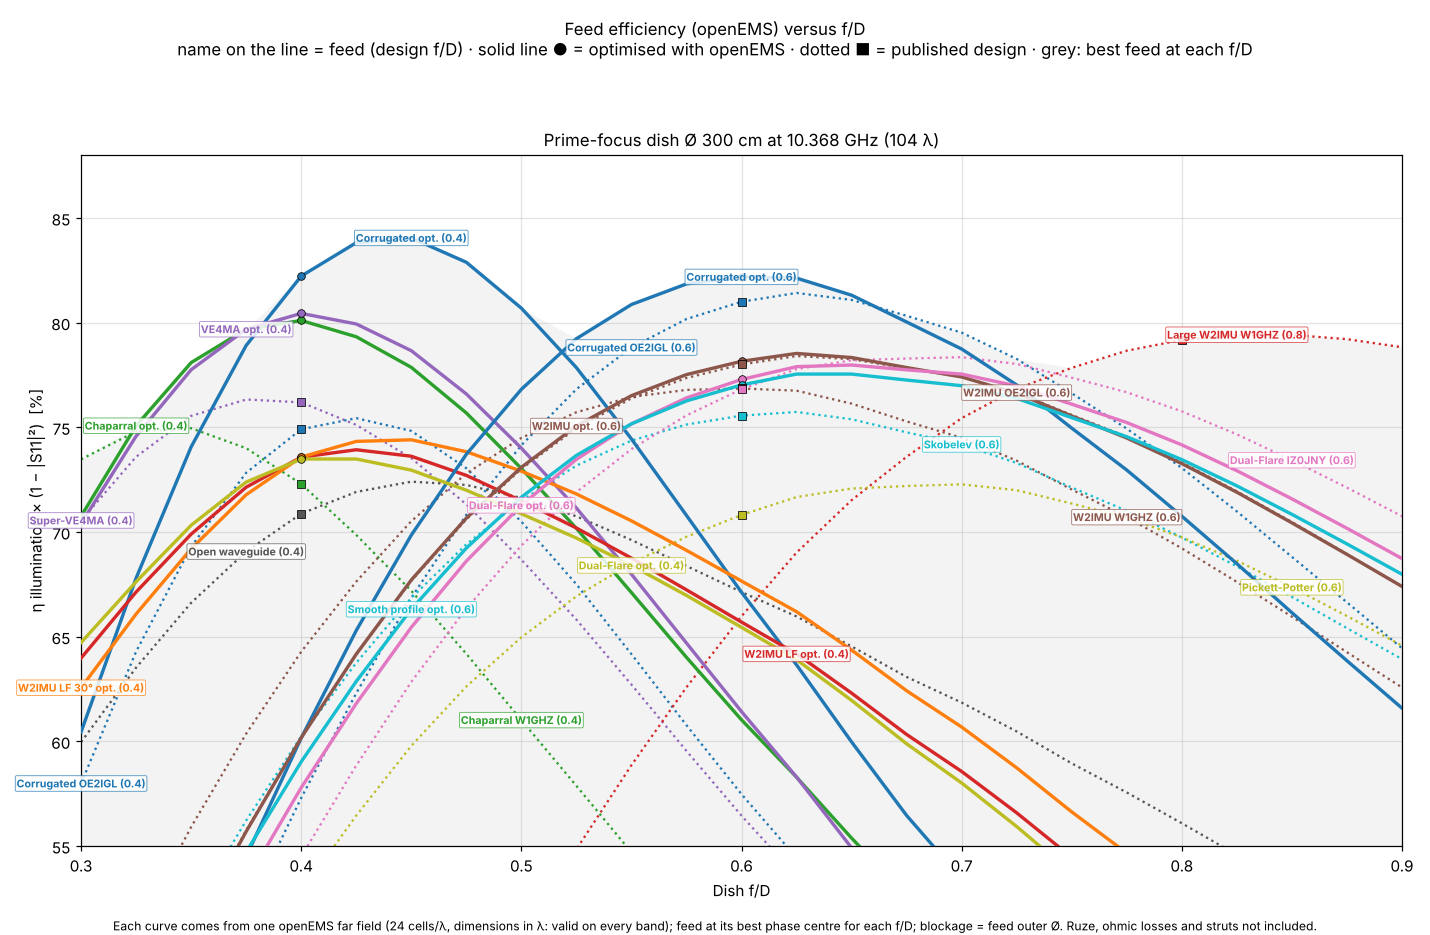 Feed efficiency (openEMS) versus f/D
name on the line = feed (design f/D) · solid line ● = optimised with openEMS · dotted ■ = published design · grey: best feed at each f/D
Prime-focus dish Ø 300 cm at 10.368 GHz (104 λ)
η illumination × (1 − |S11|²) [%]
85
80
75
70
65
60
55
Corrugated opt. (0.4)
Corrugated opt. (0.6)
VE4MA opt. (0.4)
Large W2IMU W1GHZ (0.8)
Corrugated OE2IGL (0.6)
W2IMU OE2IGL (0.6)
Chaparral opt. (0.4)
W2IMU opt. (0.6)
Skobelev (0.6)
Dual-Flare IZ0JNY (0.6)
Dual-Flare opt. (0.6)
W2IMU W1GHZ (0.6)
Super-VE4MA (0.4)
Open waveguide (0.4)
Dual-Flare opt. (0.4)
Pickett-Potter (0.6)
Smooth profile opt. (0.6)
W2IMU LF opt. (0.4)
W2IMU LF 30° opt. (0.4)
Chaparral W1GHZ (0.4)
Corrugated OE2IGL (0.4)
0.3 0.4 0.5 0.6 0.7 0.8 0.9
Dish f/D
Each curve comes from one openEMS far field (24 cells/λ, dimensions in λ: valid on every band); feed at its best phase centre for each f/D; blockage = feed outer Ø. Ruze, ohmic losses and struts not included.